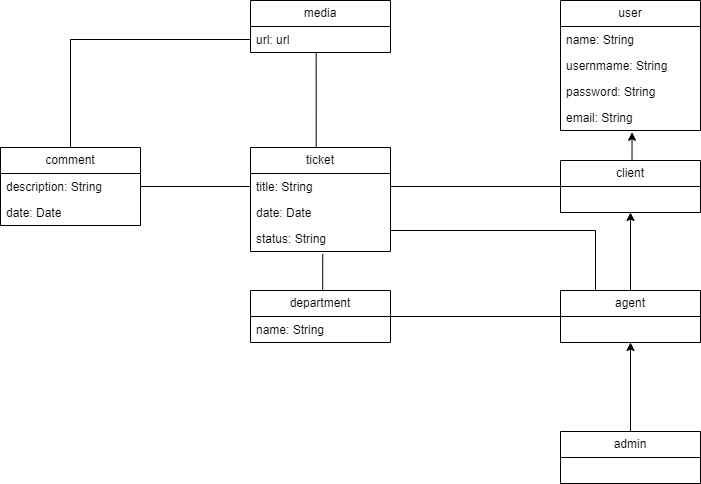 media
url: url
user
name: String
usernmame: String
password: String
email: String
comment
description: String
date: Date
ticket
title: String
date: Date
status: String
client
department
name: String
agent
admin